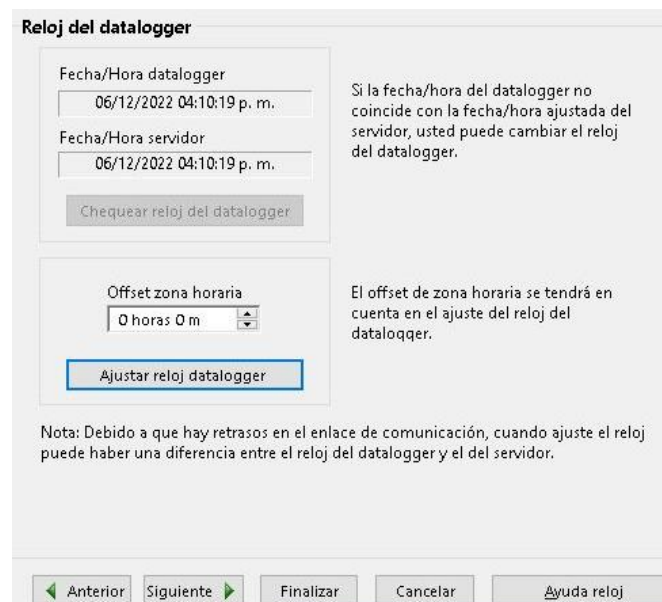 Reloj del datalogger
Fecha/Hora datalogger
06/12/2022 04:10:19 p. m.
Fecha/Hora servidor
06/12/2022 04:10:19 p. m.
Chequear reloj del datalogger
Si la fecha/hora del datalogger no
coincide con la fecha/hora ajustada del
servidor, usted puede cambiar el reloj
del datalogger.
Offset zona horaria
0 horas 0 m
Ajustar reloj datalogger
El offset de zona horaria se tendrá en
cuenta en el ajuste del reloj del
datalogger.
Nota: Debido a que hay retrasos en el enlace de comunicación, cuando ajuste el reloj
puede haber una diferencia entre el reloj del datalogger y el del servidor.
Anterior Siguiente Finalizar Cancelar Ayuda reloj